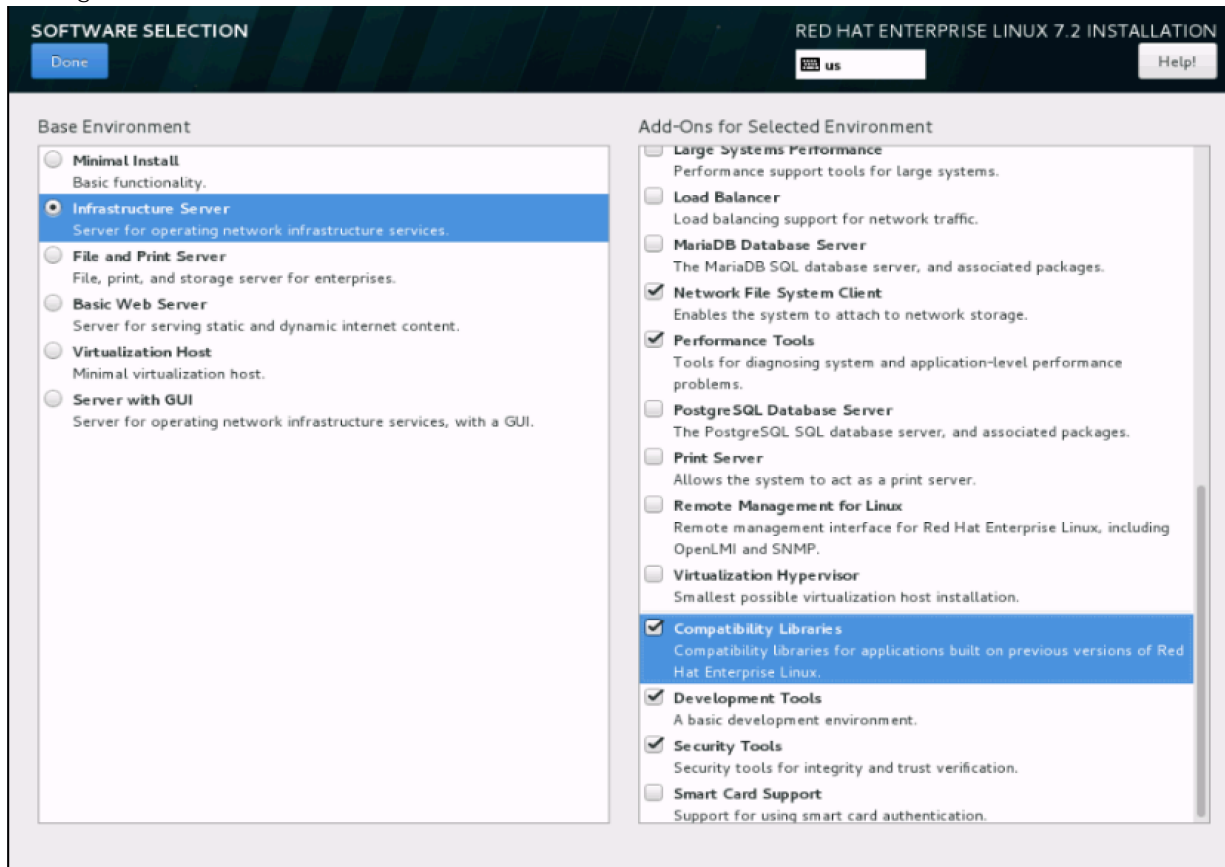 SOFTWARE SELECTION
RED HAT ENTERPRISE LINUX 7.2 INSTALLATION
Done
us
Help!
Base Environment
Minimal Install
Basic functionality.
Infrastructure Server
Server for operating network infrastructure services.
File and Print Server
File, print, and storage server for enterprises.
Basic Web Server
Server for serving static and dynamic internet content.
Virtualization Host
Minimal virtualization host.
Server with GUI
Server for operating network infrastructure services, with a GUI.
Add-Ons for Selected Environment
Large Systems Performance
Performance support tools for large systems.
Load Balancer
Load balancing support for network traffic.
MariaDB Database Server
The MariaDB SQL database server, and associated packages.
Network File System Client
Enables the system to attach to network storage.
Performance Tools
Tools for diagnosing system and application-level performance
problems.
PostgreSQL Database Server
The PostgreSQL SQL database server, and associated packages.
Print Server
Allows the system to act as a print server.
Remote Management for Linux
Remote management interface for Red Hat Enterprise Linux, including
OpenLMI and SNMP.
Virtualization Hypervisor
Smallest possible virtualization host installation.
Compatibility Libraries
Compatibility libraries for applications built on previous versions of Red
Hat Enterprise Linux.
Development Tools
A basic development environment.
Security Tools
Security tools for integrity and trust verification.
Smart Card Support
Support for using smart card authentication.